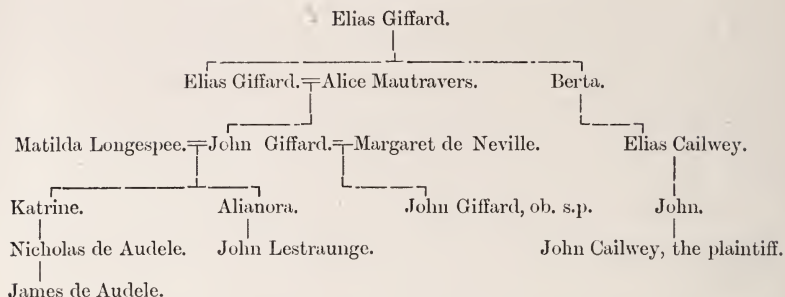 Elias Giffard.
Elias Giffard.=Alice Mautravers. Berta.
Matilda Longespee.=John Giffard.=Margaret de Neville. Elias Cailwey.
Katrine. Alianora. John Giffard, ob. s.p. John.
Nicholas de Audele. John Lestraunge. John Cailwey, the plaintiff.
James de Audele.